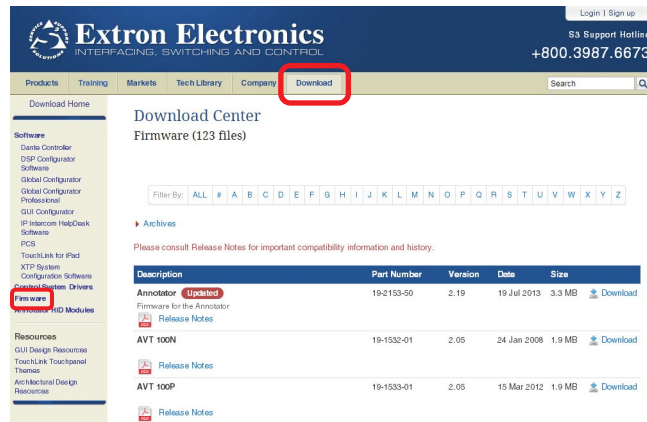 Login | Sign up
S3 Support Hotline
+800.3987.6673
SERVICE SUPPORT SOLUTIONS
Extron Electronics
INTERFACING, SWITCHING AND CONTROL
Products Training Markets Tech Library Company Download Search
Download Home
Software
Dante Controller
DSP Configurator
Software
Global Configurator
Global Configurator
Professional
GUI Configurator
IP Intercom HelpDesk
Software
PCS
TouchLink for iPad
XTP System
Configuration Software
Control System Drivers
Firmware
Annotator HID Modules
Resources
GUI Design Resources
TouchLink Touchpanel
Themes
Architectural Design
Resources
Download Center
Firmware (123 files)
Filter By: ALL # A B C D E F G H I J K L M N O P Q R S T U V W X Y Z
Archives
Please consult Release Notes for important compatibility information and history.
Description Part Number Version Date Size
Annotator Updated 19-2153-50 2.19 19 Jul 2013 3.3 MB Download
Firmware for the Annotator
Release Notes
AVT 100N 19-1532-01 2.05 24 Jan 2008 1.9 MB Download
Release Notes
AVT 100P 19-1533-01 2.05 15 Mar 2012 1.9 MB Download
Release Notes